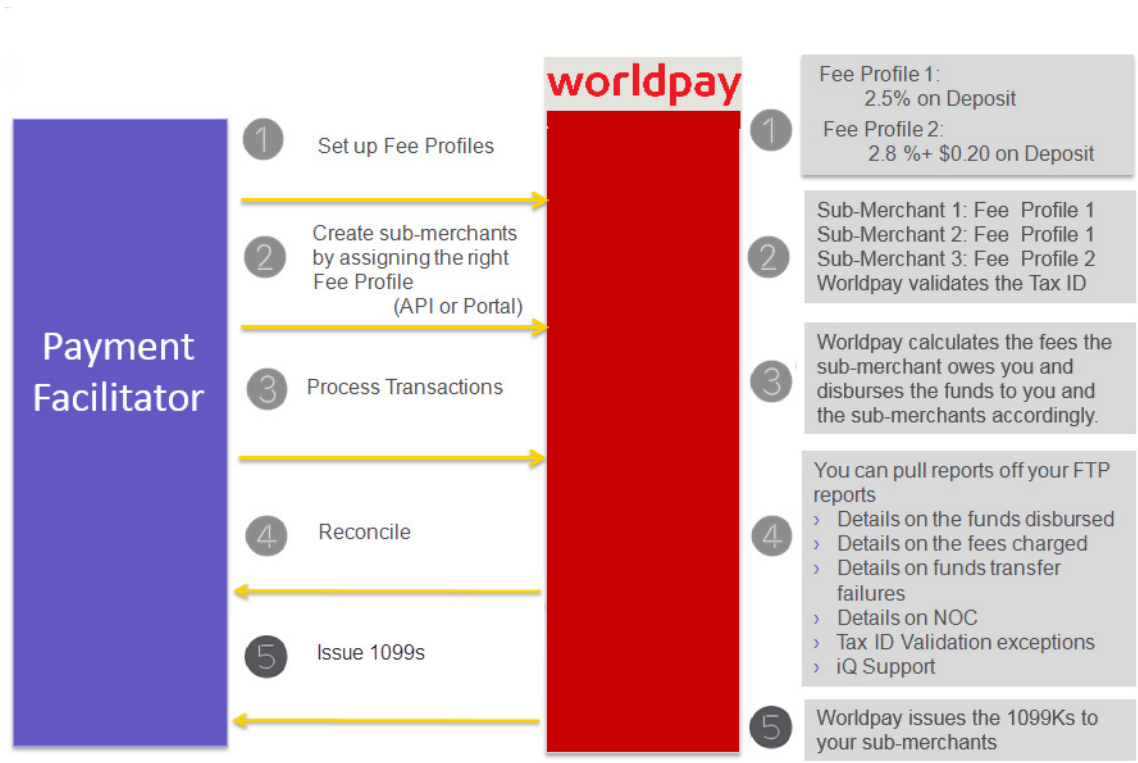 worldpay
Payment
Facilitator
1
Set up Fee Profiles
2
Create sub-merchants
by assigning the right
Fee Profile
(API or Portal)
3
Process Transactions
4
Reconcile
5
Issue 1099s
1
Fee Profile 1:
2.5% on Deposit
Fee Profile 2:
2.8 %+ $0.20 on Deposit
2
Sub-Merchant 1: Fee Profile 1
Sub-Merchant 2: Fee Profile 1
Sub-Merchant 3: Fee Profile 2
Worldpay validates the Tax ID
3
Worldpay calculates the fees the
sub-merchant owes you and
disburses the funds to you and
the sub-merchants accordingly.
4
You can pull reports off your FTP
reports
› Details on the funds disbursed
› Details on the fees charged
› Details on funds transfer
failures
› Details on NOC
› Tax ID Validation exceptions
› iQ Support
5
Worldpay issues the 1099Ks to
your sub-merchants